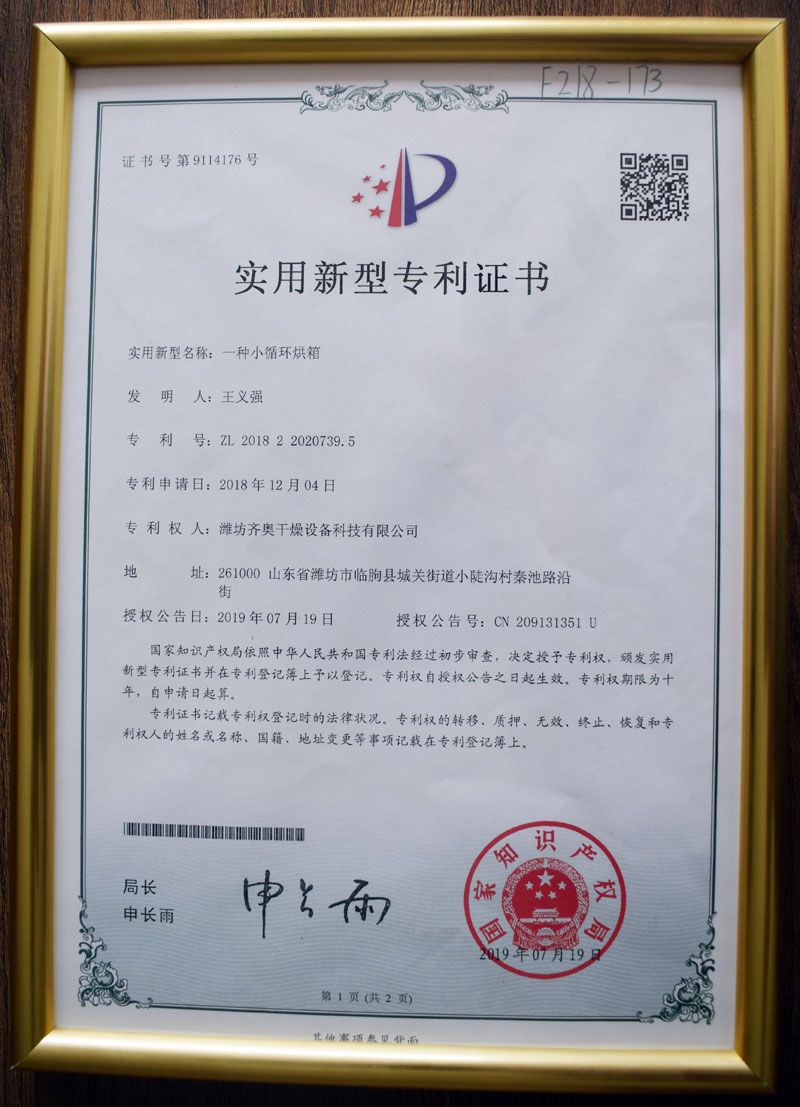 F218-173
证书号第9114176号
实用新型专利证书
实用新型名称：一种小循环烘箱
发明人：王义强
专利号：ZL 2018 2 2020739.5
专利申请日：2018年12月04日
专利权人：潍坊齐奥干燥设备科技有限公司
地址：261000 山东省潍坊市临朐县城关街道小陡沟村秦池路沿
街
授权公告日：2019年07月19日 授权公告号：CN 209131351 U
国家知识产权局依照中华人民共和国专利法经过初步审查，决定授予专利权，颁发实用
新型专利证书并在专利登记簿上予以登记。专利权自授权公告之日起生效。专利权期限为十
年，自申请日起算。
专利证书记载专利权登记时的法律状况。专利权的转移、质押、无效、终止、恢复和专
利权人的姓名或名称、国籍、地址变更等事项记载在专利登记簿上。
局长
申长雨
申长雨
国家知识产权局
2019年07月19日
第 1 页 (共 2 页)
其他事项参见背面